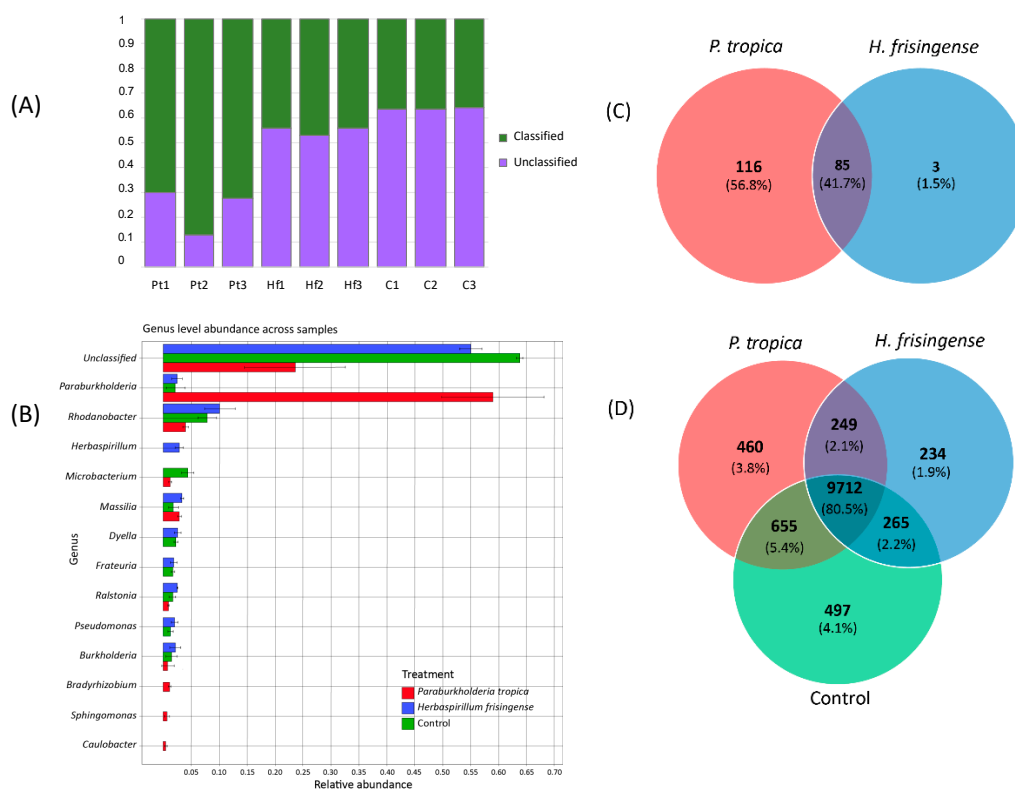 (A)
1
0.9
0.8
0.7
0.6
0.5
0.4
0.3
0.2
0.1
0
Pt1 Pt2 Pt3 Hf1 Hf2 Hf3 C1 C2 C3
Classified
Unclassified
(B)
Genus level abundance across samples
Genus
Unclassified
Paraburkholderia
Rhodanobacter
Herbaspirillum
Microbacterium
Massilia
Dyella
Frateuria
Ralstonia
Pseudomonas
Burkholderia
Bradyrhizobium
Sphingomonas
Caulobacter
Treatment
Paraburkholderia tropica
Herbaspirillum frisingense
Control
0.05 0.10 0.15 0.20 0.25 0.30 0.35 0.40 0.45 0.50 0.55 0.60 0.65 0.70
Relative abundance
(C)
P. tropica H. frisingense
116 85 3
(56.8%) (41.7%) (1.5%)
(D)
P. tropica H. frisingense
249
(2.1%)
460 234
(3.8%) (1.9%)
9712
(80.5%)
655 265
(5.4%) (2.2%)
497
(4.1%)
Control